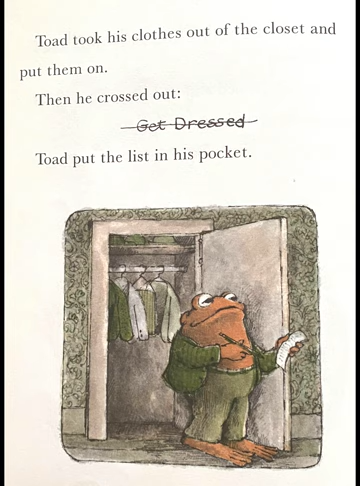 Toad took his clothes out of the closet and
put them on.
Then he crossed out:
Get Dressed
Toad put the list in his pocket.